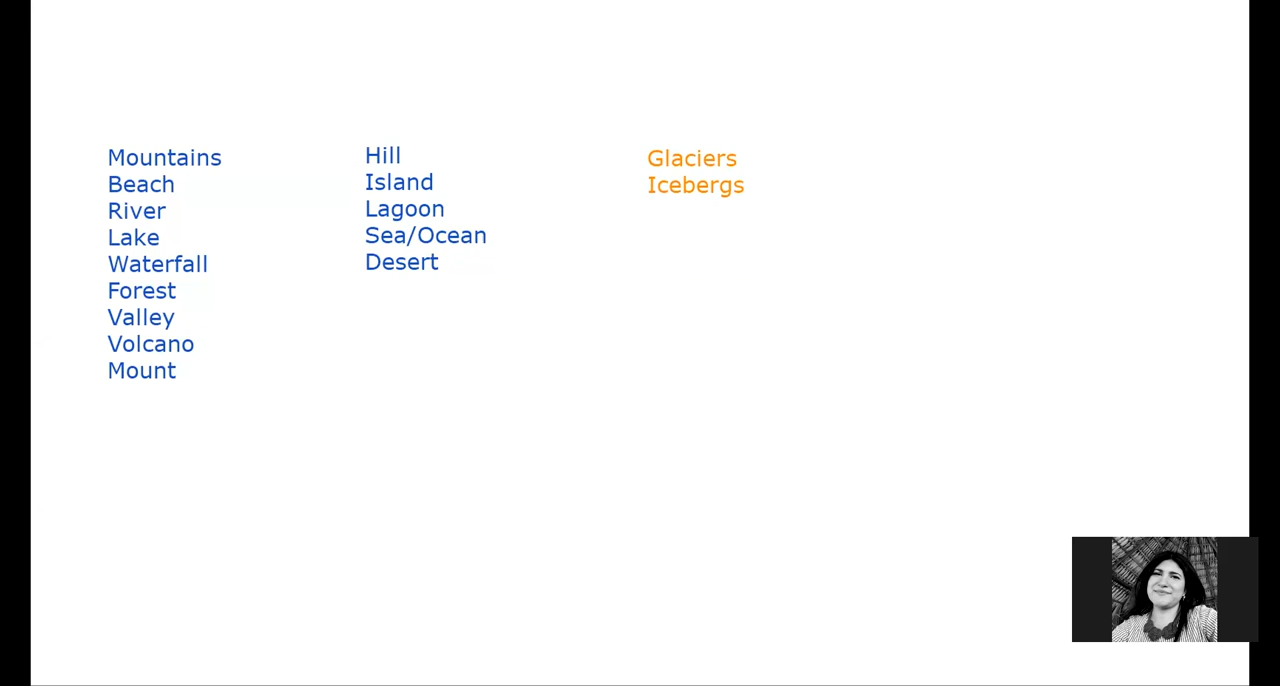 Mountains
Beach
River
Lake
Waterfall
Forest
Valley
Volcano
Mount
Hill
Island
Lagoon
Sea/Ocean
Desert
Glaciers
Icebergs